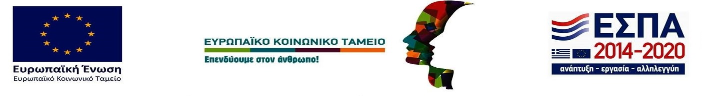 Ευρωπαϊκή Ένωση
Ευρωπαϊκό Κοινωνικό Ταμείο
ΕΥΡΩΠΑΪΚΟ ΚΟΙΝΩΝΙΚΟ ΤΑΜΕΙΟ
Επενδύουμε στον άνθρωπο!
ΕΣΠΑ
2014-2020
ανάπτυξη - εργασία - αλληλεγγύη